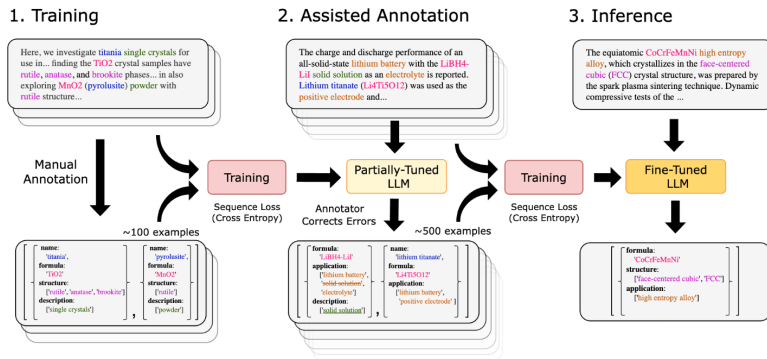 1. Training
2. Assisted Annotation
3. Inference
Here, we investigate titania single crystals for
use in... finding the TiO2 crystal samples have
rutile, anatase, and brookite phases... in also
exploring MnO2 (pyrolusite) powder with
rutile structure...
The charge and discharge performance of an
all-solid-state lithium battery with the LiBH4-
LiI solid solution as an electrolyte is reported.
Lithium titanate (Li4Ti5O12) was used as the
positive electrode and...
The equiatomic CoCrFeMnNi high entropy
alloy, which crystallizes in the face-centered
cubic (FCC) crystal structure, was prepared by
the spark plasma sintering technique. Dynamic
compressive tests of the ...
Manual
Annotation
Training
Sequence Loss
(Cross Entropy)
~100 examples
Partially-Tuned
LLM
Annotator
Corrects Errors
~500 examples
Training
Sequence Loss
(Cross Entropy)
Fine-Tuned
LLM
name:
'titania',
formula:
'TiO2'
structure:
['rutile', 'anatase', 'brookite']
description:
['single crystals']
,
name:
'pyrolusite',
formula:
'MnO2'
structure:
['rutile']
description:
['powder']
formula:
'LiBH4-LiI'
application:
['lithium battery',
'solid solution',
'electrolyte']
description:
['solid solution']
,
name:
'lithium titanate',
formula:
'Li4Ti5O12'
application:
['lithium battery',
'positive electrode' ]
formula:
'CoCrFeMnNi'
structure:
['face-centered cubic', 'FCC']
application:
['high entropy alloy']